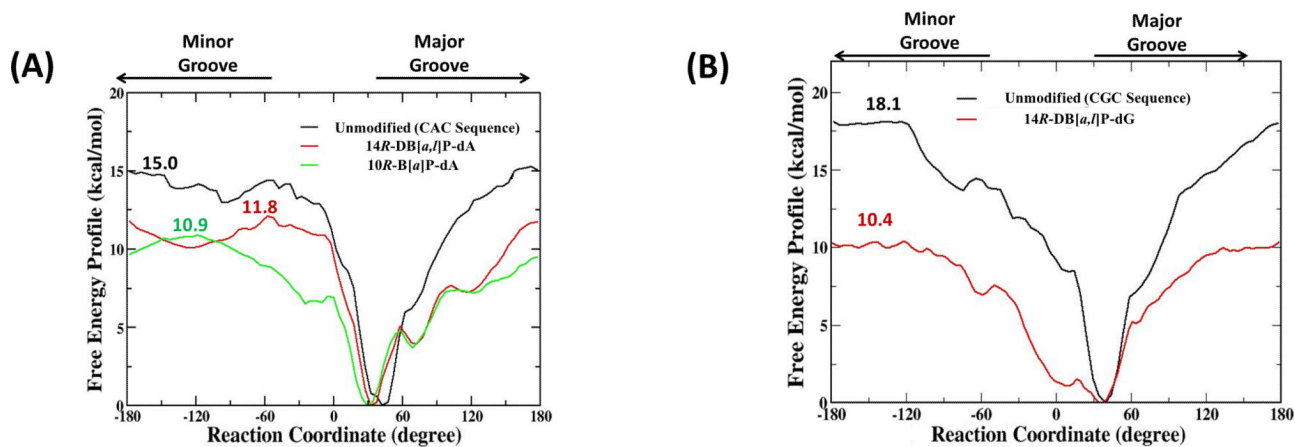 (A)
Minor
Groove
Major
Groove
Free Energy Profile (kcal/mol)
20
15
10
5
0
Unmodified (CAC Sequence)
14R-DB[a,l]P-dA
10R-B[a]P-dA
15.0
10.9
11.8
-180
-120
-60
0
60
120
180
Reaction Coordinate (degree)
(B)
Minor
Groove
Major
Groove
Free Energy Profile (kcal/mol)
20
15
10
5
0
Unmodified (CGC Sequence)
14R-DB[a,l]P-dG
18.1
10.4
-180
-120
-60
0
60
120
180
Reaction Coordinate (degree)